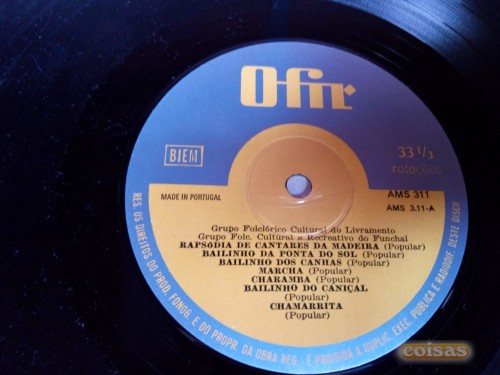 Ofir
BIEM
33 1/3
rotações
MADE IN PORTUGAL
AMS 311
AMS 3.11-A
Grupo Folclórico Cultural do Livramento
Grupo Folc. Cultural e Recreativo do Funchal
RAPSÓDIA DE CANTARES DA MADEIRA (Popular)
BAILINHO DA PONTA DO SOL (Popular)
BAILINHO DOS CANHAS (Popular)
MARCHA (Popular)
CHARAMBA (Popular)
BAILINHO DO CANIÇAL
(Popular)
CHAMARRITA
(Popular)
RES. OS DIREITOS DO PROD. FONOG. E DO PROPR. DA OBRA REG. É PROIBIDA A DUPLIC. EXEC. PUBLICA E RADIODIF. DESTE DISCO
coisas